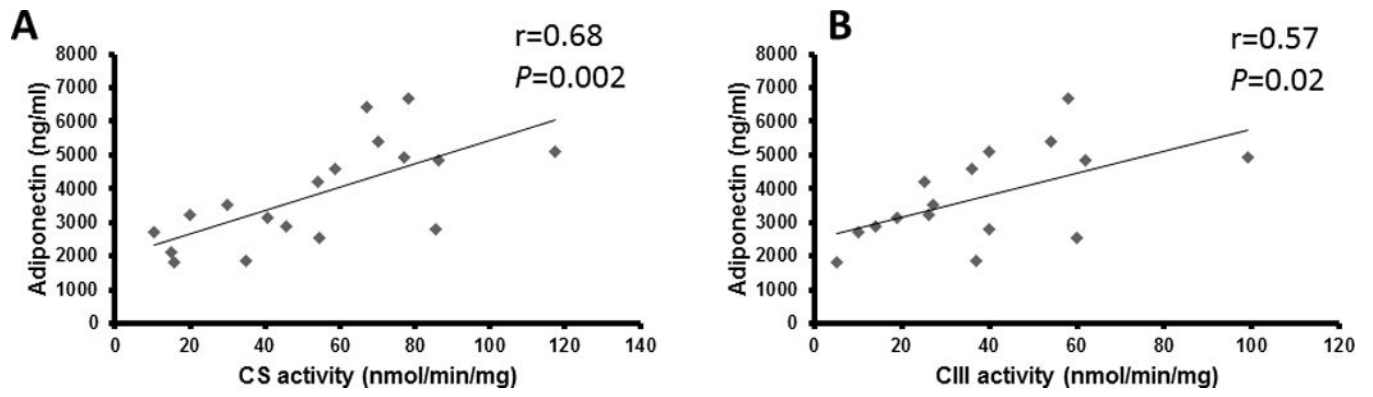 A
r=0.68
P=0.002
8000
7000
6000
5000
4000
3000
2000
1000
0
Adiponectin (ng/ml)
0 20 40 60 80 100 120 140
CS activity (nmol/min/mg)
B
r=0.57
P=0.02
8000
7000
6000
5000
4000
3000
2000
1000
0
Adiponectin (ng/ml)
0 20 40 60 80 100 120
CIII activity (nmol/min/mg)